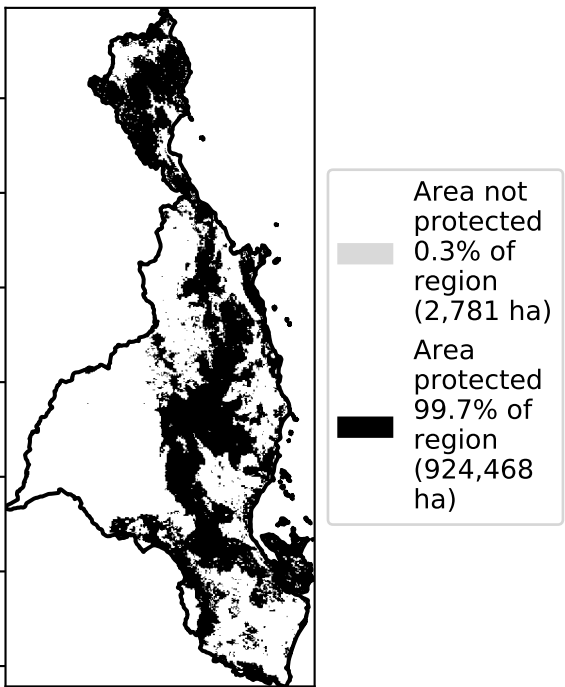 Area not
protected
0.3% of
region
(2,781 ha)
Area
protected
99.7% of
region
(924,468
ha)